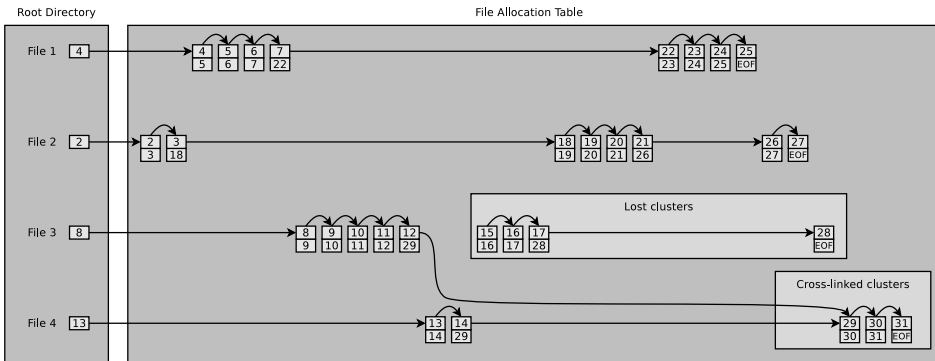 Root Directory File Allocation Table
File 1 4 4 5 6 7 22 23 24 25
5 6 7 22 23 24 25 EOF
File 2 2 2 3 18 19 20 21 26 27
3 18 19 20 21 26 27 EOF
Lost clusters
File 3 8 8 9 10 11 12 15 16 17 28
9 10 11 12 29 16 17 28 EOF
Cross-linked clusters
File 4 13 13 14 29 30 31
14 29 30 31 EOF